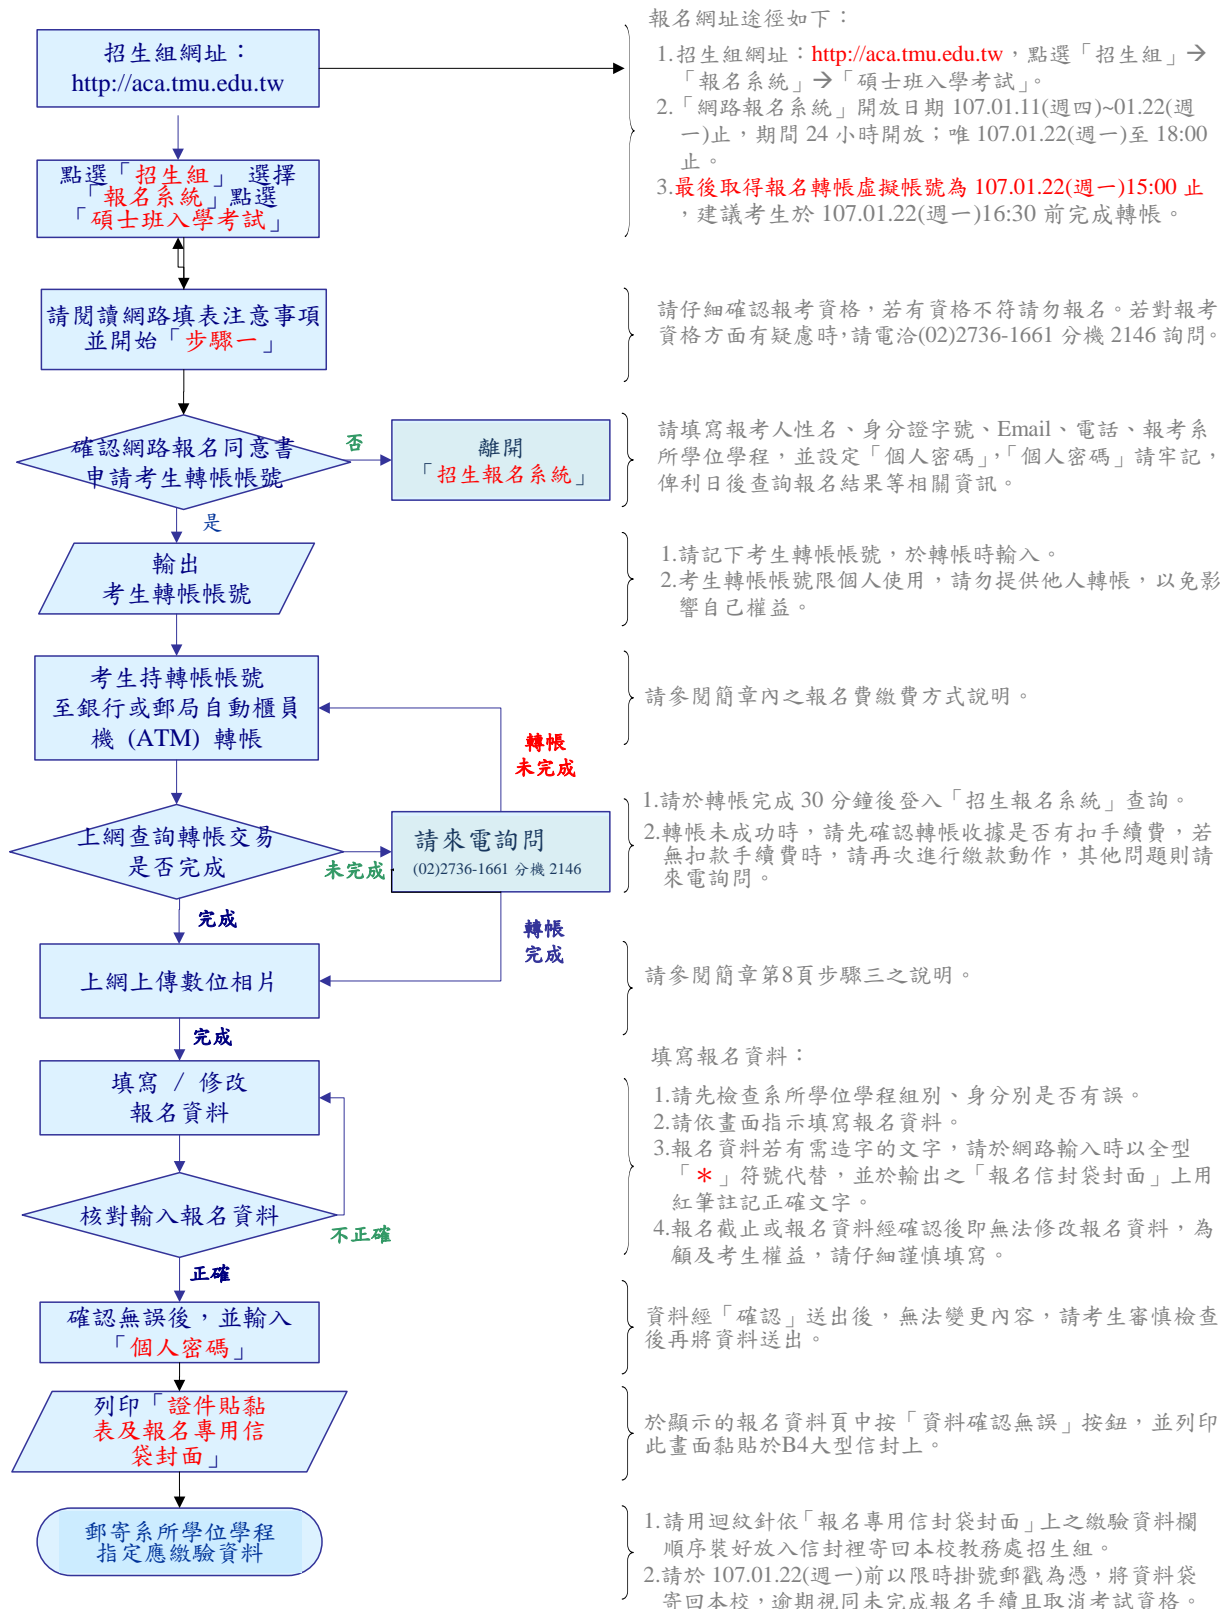 招生組網址：
http://aca.tmu.edu.tw
報名網址途徑如下：
1.招生組網址：http://aca.tmu.edu.tw，點選「招生組」→
「報名系統」→「碩士班入學考試」。
2.「網路報名系統」開放日期 107.01.11(週四)~01.22(週
一)止，期間 24 小時開放；唯 107.01.22(週一)至 18:00
止。
3.最後取得報名轉帳虛擬帳號為 107.01.22(週一)15:00 止
，建議考生於 107.01.22(週一)16:30 前完成轉帳。
點選「招生組」 選擇
「報名系統」點選
「碩士班入學考試」
請閱讀網路填表注意事項
並開始「步驟一」
請仔細確認報考資格，若有資格不符請勿報名。若對報考
資格方面有疑慮時，請電洽(02)2736-1661 分機 2146 詢問。
確認網路報名同意書
申請考生轉帳帳號
否
離開
「招生報名系統」
請填寫報考人性名、身分證字號、Email、電話、報考系
所學位學程，並設定「個人密碼」，「個人密碼」請牢記，
俾利日後查詢報名結果等相關資訊。
是
輸出
考生轉帳帳號
1.請記下考生轉帳帳號，於轉帳時輸入。
2.考生轉帳帳號限個人使用，請勿提供他人轉帳，以免影
響自己權益。
考生持轉帳帳號
至銀行或郵局自動櫃員
機 (ATM) 轉帳
請參閱簡章內之報名費繳費方式說明。
轉帳
未完成
上網查詢轉帳交易
是否完成
未完成
請來電詢問
(02)2736-1661 分機 2146
1.請於轉帳完成 30 分鐘後登入「招生報名系統」查詢。
2.轉帳未成功時，請先確認轉帳收據是否有扣手續費，若
無扣款手續費時，請再次進行繳款動作，其他問題則請
來電詢問。
完成
轉帳
完成
上網上傳數位相片
請參閱簡章第8頁步驟三之說明。
完成
填寫 / 修改
報名資料
填寫報名資料：
1.請先檢查系所學位學程組別、身分別是否有誤。
2.請依畫面指示填寫報名資料。
3.報名資料若有需造字的文字，請於網路輸入時以全型
「＊」符號代替，並於輸出之「報名信封袋封面」上用
紅筆註記正確文字。
4.報名截止或報名資料經確認後即無法修改報名資料，為
顧及考生權益，請仔細謹慎填寫。
核對輸入報名資料
不正確
正確
確認無誤後，並輸入
「個人密碼」
資料經「確認」送出後，無法變更內容，請考生審慎檢查
後再將資料送出。
列印「證件貼黏
表及報名專用信
袋封面」
於顯示的報名資料頁中按「資料確認無誤」按鈕，並列印
此畫面黏貼於B4大型信封上。
郵寄系所學位學程
指定應繳驗資料
1.請用迴紋針依「報名專用信封袋封面」上之繳驗資料欄
順序裝好放入信封裡寄回本校教務處招生組。
2.請於 107.01.22(週一)前以限時掛號郵戳為憑，將資料袋
寄回本校，逾期視同未完成報名手續且取消考試資格。